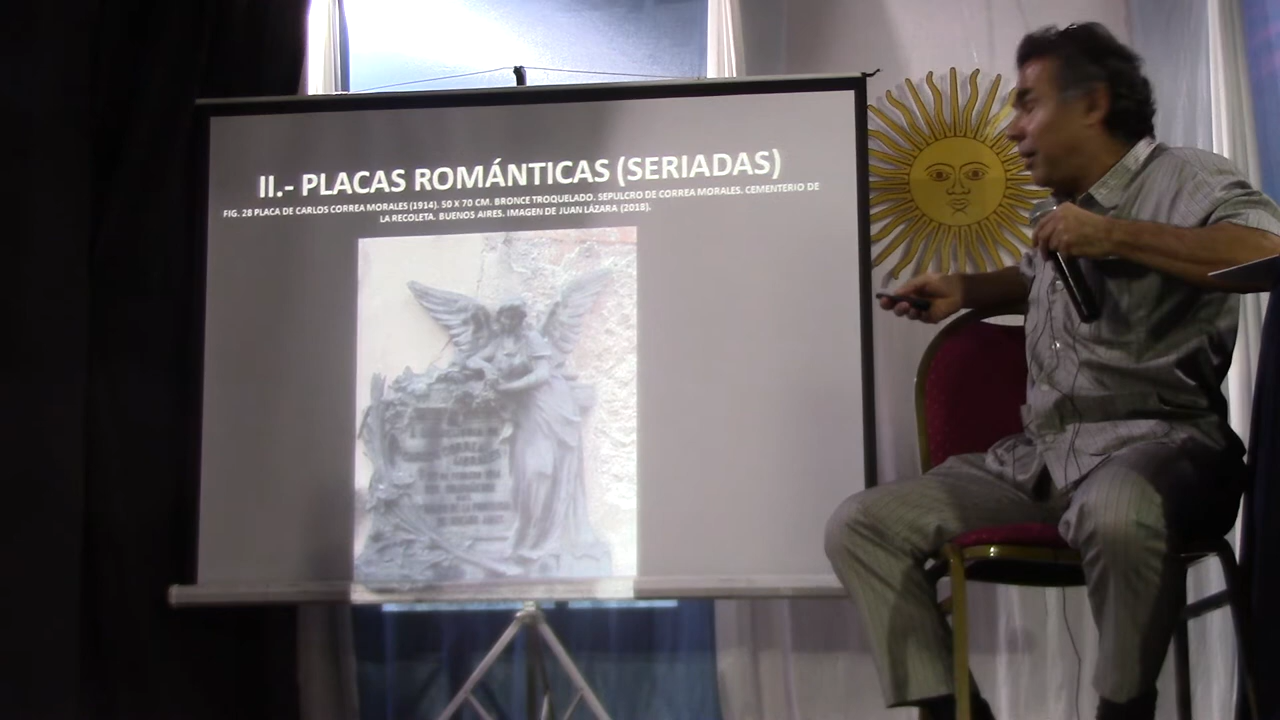 II.- PLACAS ROMÁNTICAS (SERIADAS)
FIG. 28 PLACA DE CARLOS CORREA MORALES (1914). 50 X 70 CM. BRONCE TROQUELADO. SEPULCRO DE CORREA MORALES. CEMENTERIO DE
LA RECOLETA. BUENOS AIRES. IMAGEN DE JUAN LÁZARA (2018).